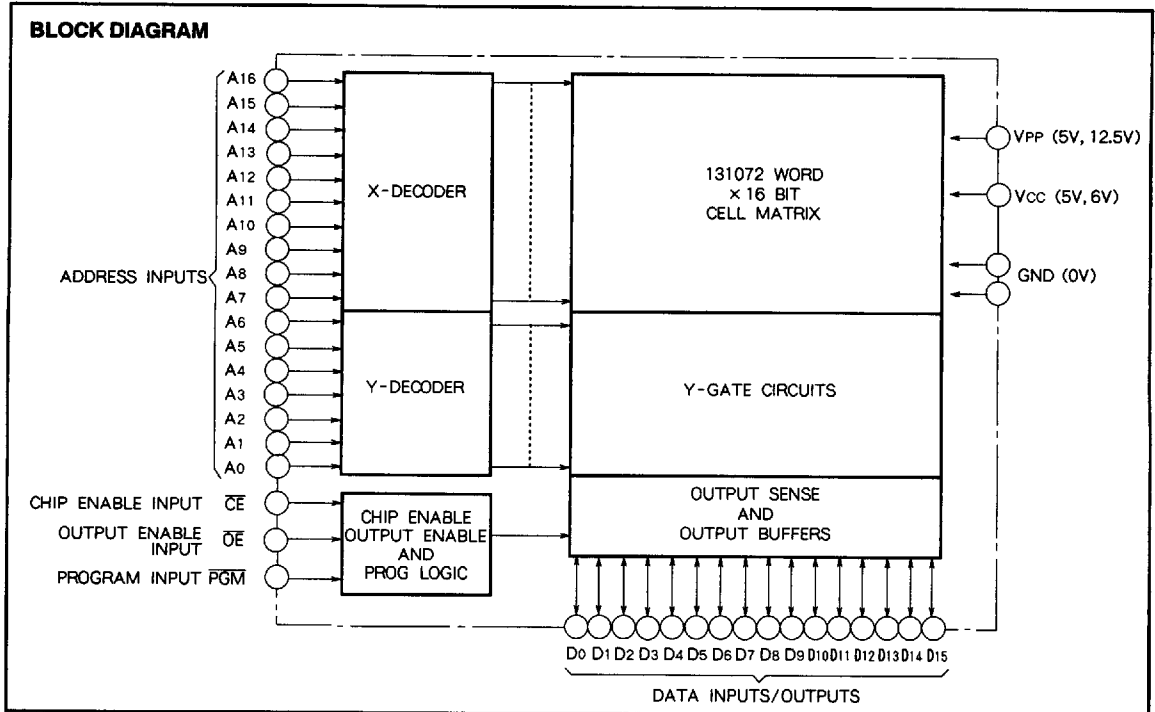 BLOCK DIAGRAM
A16
A15
A14
A13
A12
A11
A10
A9
A8
A7
A6
A5
A4
A3
A2
A1
A0
ADDRESS INPUTS
CHIP ENABLE INPUT C̅E̅
OUTPUT ENABLE
INPUT O̅E̅
PROGRAM INPUT P̅G̅M̅
X-DECODER
Y-DECODER
CHIP ENABLE
OUTPUT ENABLE
AND
PROG LOGIC
131072 WORD
× 16 BIT
CELL MATRIX
Y-GATE CIRCUITS
OUTPUT SENSE
AND
OUTPUT BUFFERS
VPP (5V, 12.5V)
VCC (5V, 6V)
GND (0V)
D0 D1 D2 D3 D4 D5 D6 D7 D8 D9 D10 D11 D12 D13 D14 D15
DATA INPUTS/OUTPUTS